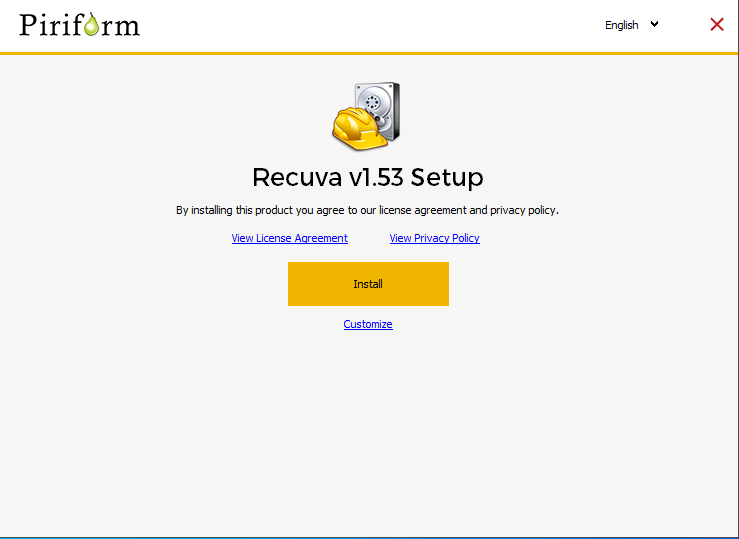 Piriform
English
Recuva v1.53 Setup
By installing this product you agree to our license agreement and privacy policy.
View License Agreement View Privacy Policy
Install
Customize